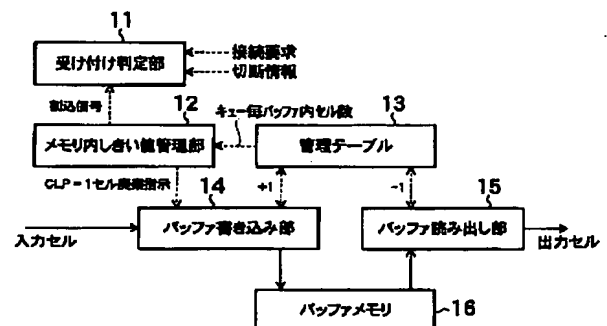 11
受け付け判定部
接続要求
切断情報
割込信号
12
キュー毎バッファ内セル数
13
メモリ内しきい値管理部
管理テーブル
CLP=1セル廃棄指示
14
+1
-1
15
バッファ書き込み部
バッファ読み出し部
入力セル
出力セル
バッファメモリ
16